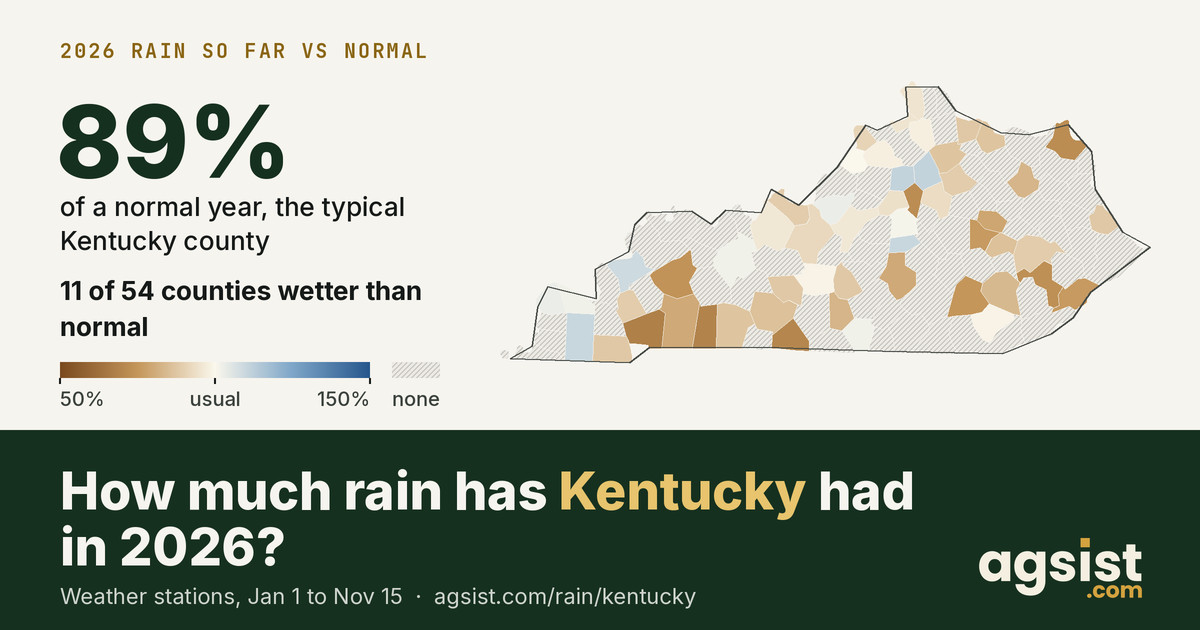 2026 RAIN SO FAR VS NORMAL
89%
of a normal year, the typical
Kentucky county
11 of 54 counties wetter than
normal
50% usual 150% none
How much rain has Kentucky had
in 2026?
Weather stations, Jan 1 to Nov 15 · agsist.com/rain/kentucky
agsist
.com